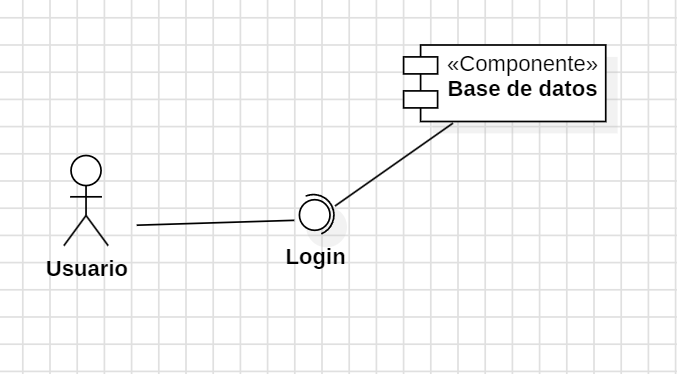 «Componente»
Base de datos
Usuario
Login